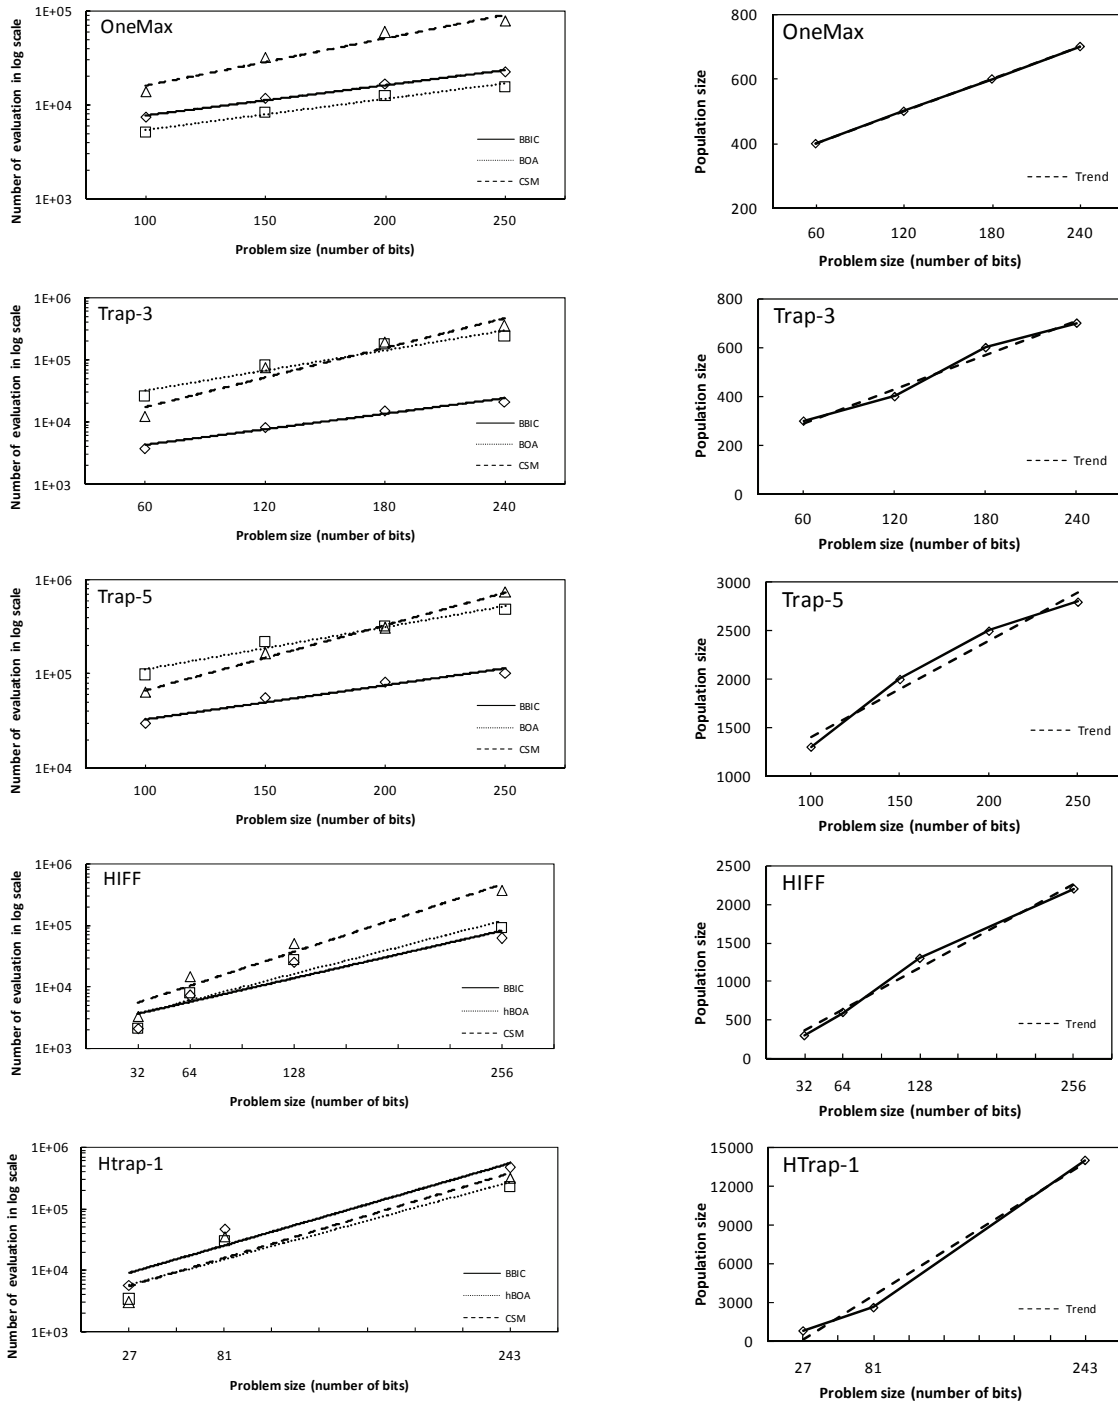 OneMax
Number of evaluation in log scale
1E+05
1E+04
1E+03
BBIC
BOA
CSM
100 150 200 250
Problem size (number of bits)
OneMax
Population size
800
600
400
200
Trend
60 120 180 240
Problem size (number of bits)
Trap-3
Number of evaluation in log scale
1E+06
1E+05
1E+04
1E+03
BBIC
BOA
CSM
60 120 180 240
Problem size (number of bits)
Trap-3
Population size
800
600
400
200
0
Trend
60 120 180 240
Problem size (number of bits)
Trap-5
Number of evaluation in log scale
1E+06
1E+05
1E+04
BBIC
BOA
CSM
100 150 200 250
Problem size (number of bits)
Trap-5
Population size
3000
2500
2000
1500
1000
Trend
100 150 200 250
Problem size (number of bits)
HIFF
Number of evaluation in log scale
1E+06
1E+05
1E+04
1E+03
BBIC
hBOA
CSM
32 64 128 256
Problem size (number of bits)
HIFF
Population size
2500
2000
1500
1000
500
0
Trend
32 64 128 256
Problem size (number of bits)
Htrap-1
Number of evaluation in log scale
1E+06
1E+05
1E+04
1E+03
BBIC
hBOA
CSM
27 81 243
Problem size (number of bits)
HTrap-1
Population size
15000
12000
9000
6000
3000
0
Trend
27 81 243
Problem size (number of bits)